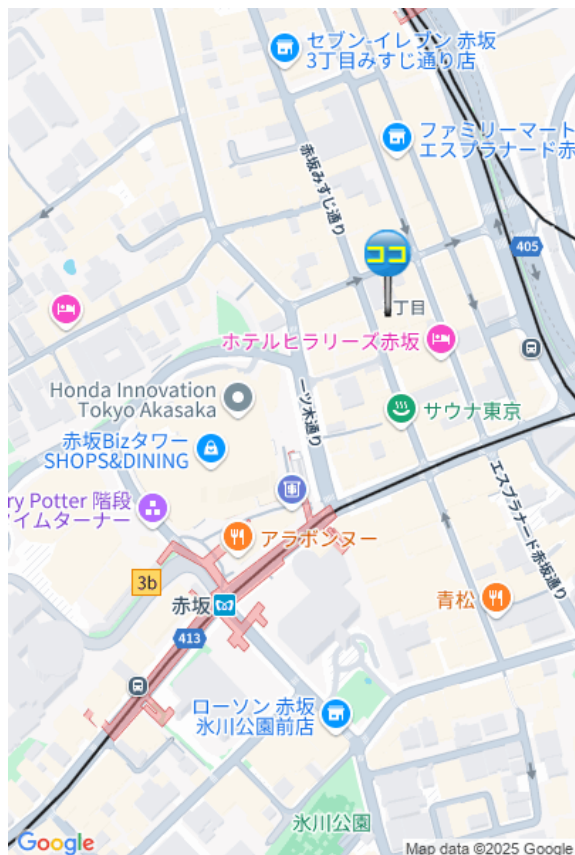 セブン-イレブン 赤坂
3丁目みすじ通り店
ファミリーマート
エスプラナード赤
赤坂みすじ通り
405
ココ
丁目
ホテルヒラリーズ赤坂
Honda Innovation
Tokyo Akasaka
一ツ木通り
サウナ東京
赤坂Bizタワー
SHOPS&DINING
エスプラナード赤坂通り
ry Potter 階段
イムターナー
アラボンヌー
3b
青松
赤坂
413
ローソン 赤坂
氷川公園前店
氷川公園
Google
Map data ©2025 Google